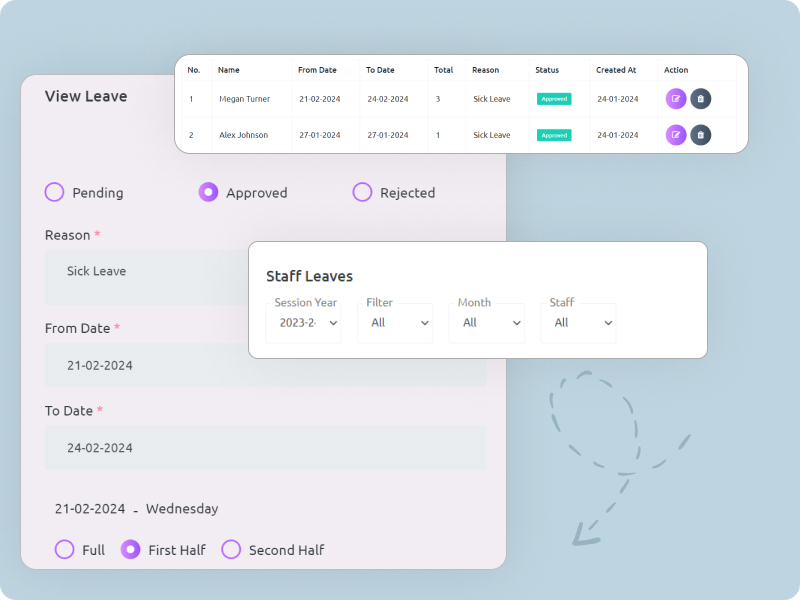 No. Name From Date To Date Total Reason Status Created At Action
1 Megan Turner 21-02-2024 24-02-2024 3 Sick Leave Approved 24-01-2024
2 Alex Johnson 27-01-2024 27-01-2024 1 Sick Leave Approved 24-01-2024
View Leave
Pending Approved Rejected
Reason *
Sick Leave
Staff Leaves
Session Year Filter Month Staff
2023-2 All All All
From Date *
21-02-2024
To Date *
24-02-2024
21-02-2024 - Wednesday
Full First Half Second Half